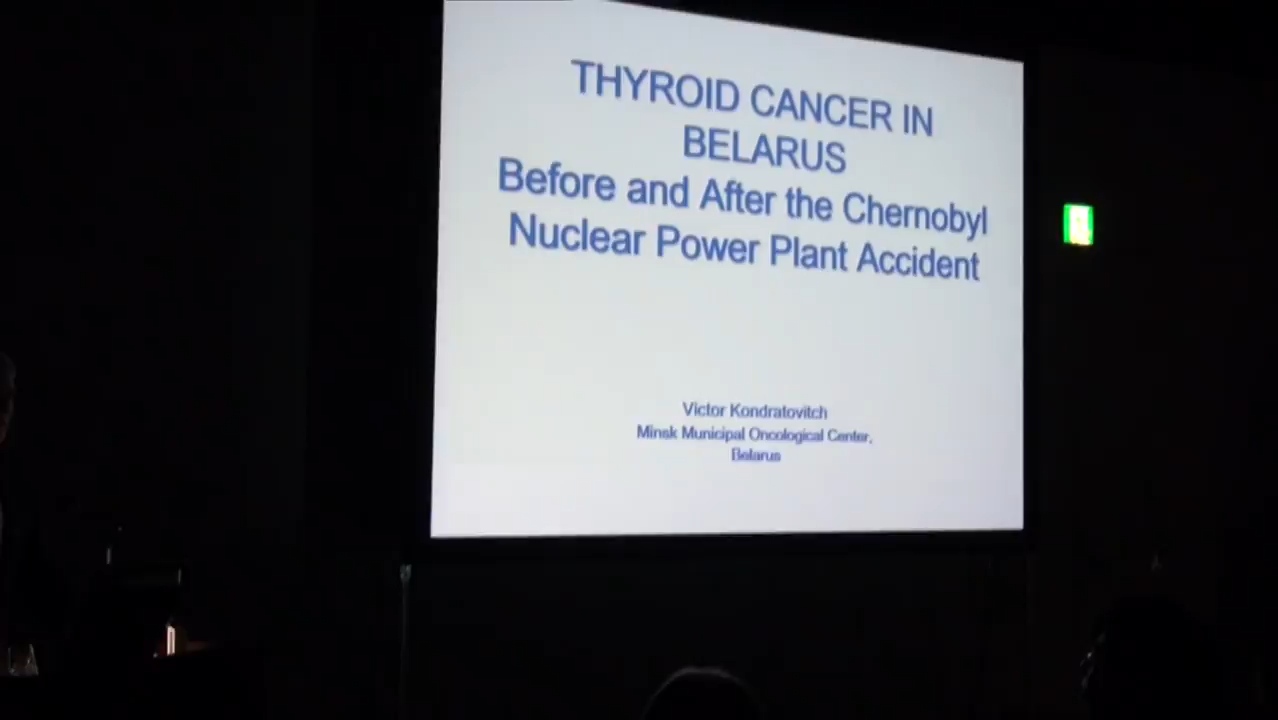 THYROID CANCER IN
BELARUS
Before and After the Chernobyl
Nuclear Power Plant Accident
Victor Kondratovitch
Minsk Municipal Oncological Center,
Belarus